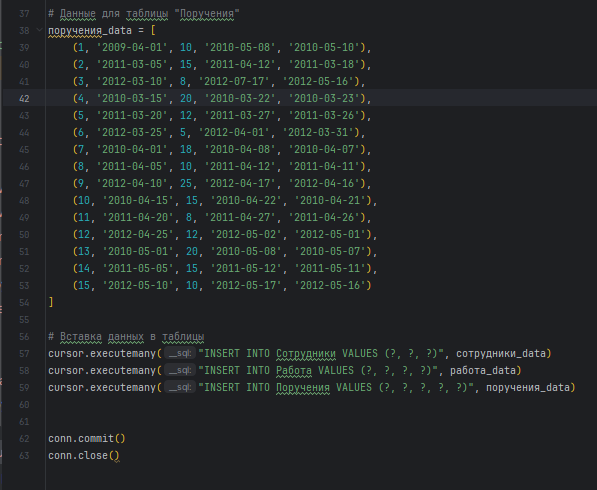 37 # Данные для таблицы "Поручения"
38 поручения_data = [
39 (1, '2009-04-01', 10, '2010-05-08', '2010-05-10'),
40 (2, '2011-03-05', 15, '2011-04-12', '2011-03-18'),
41 (3, '2012-03-10', 8, '2012-07-17', '2012-05-16'),
42 (4, '2010-03-15', 20, '2010-03-22', '2010-03-23'),
43 (5, '2011-03-20', 12, '2011-03-27', '2011-03-26'),
44 (6, '2012-03-25', 5, '2012-04-01', '2012-03-31'),
45 (7, '2010-04-01', 18, '2010-04-08', '2010-04-07'),
46 (8, '2011-04-05', 10, '2011-04-12', '2011-04-11'),
47 (9, '2012-04-10', 25, '2012-04-17', '2012-04-16'),
48 (10, '2010-04-15', 15, '2010-04-22', '2010-04-21'),
49 (11, '2011-04-20', 8, '2011-04-27', '2011-04-26'),
50 (12, '2012-04-25', 12, '2012-05-02', '2012-05-01'),
51 (13, '2010-05-01', 20, '2010-05-08', '2010-05-07'),
52 (14, '2011-05-05', 15, '2011-05-12', '2011-05-11'),
53 (15, '2012-05-10', 10, '2012-05-17', '2012-05-16')
54 ]
55
56 # Вставка данных в таблицы
57 cursor.executemany(__sql: "INSERT INTO Сотрудники VALUES (?, ?, ?)", сотрудники_data)
58 cursor.executemany(__sql: "INSERT INTO Работа VALUES (?, ?, ?, ?)", работа_data)
59 cursor.executemany(__sql: "INSERT INTO Поручения VALUES (?, ?, ?, ?, ?)", поручения_data)
60
61
62 conn.commit()
63 conn.close()